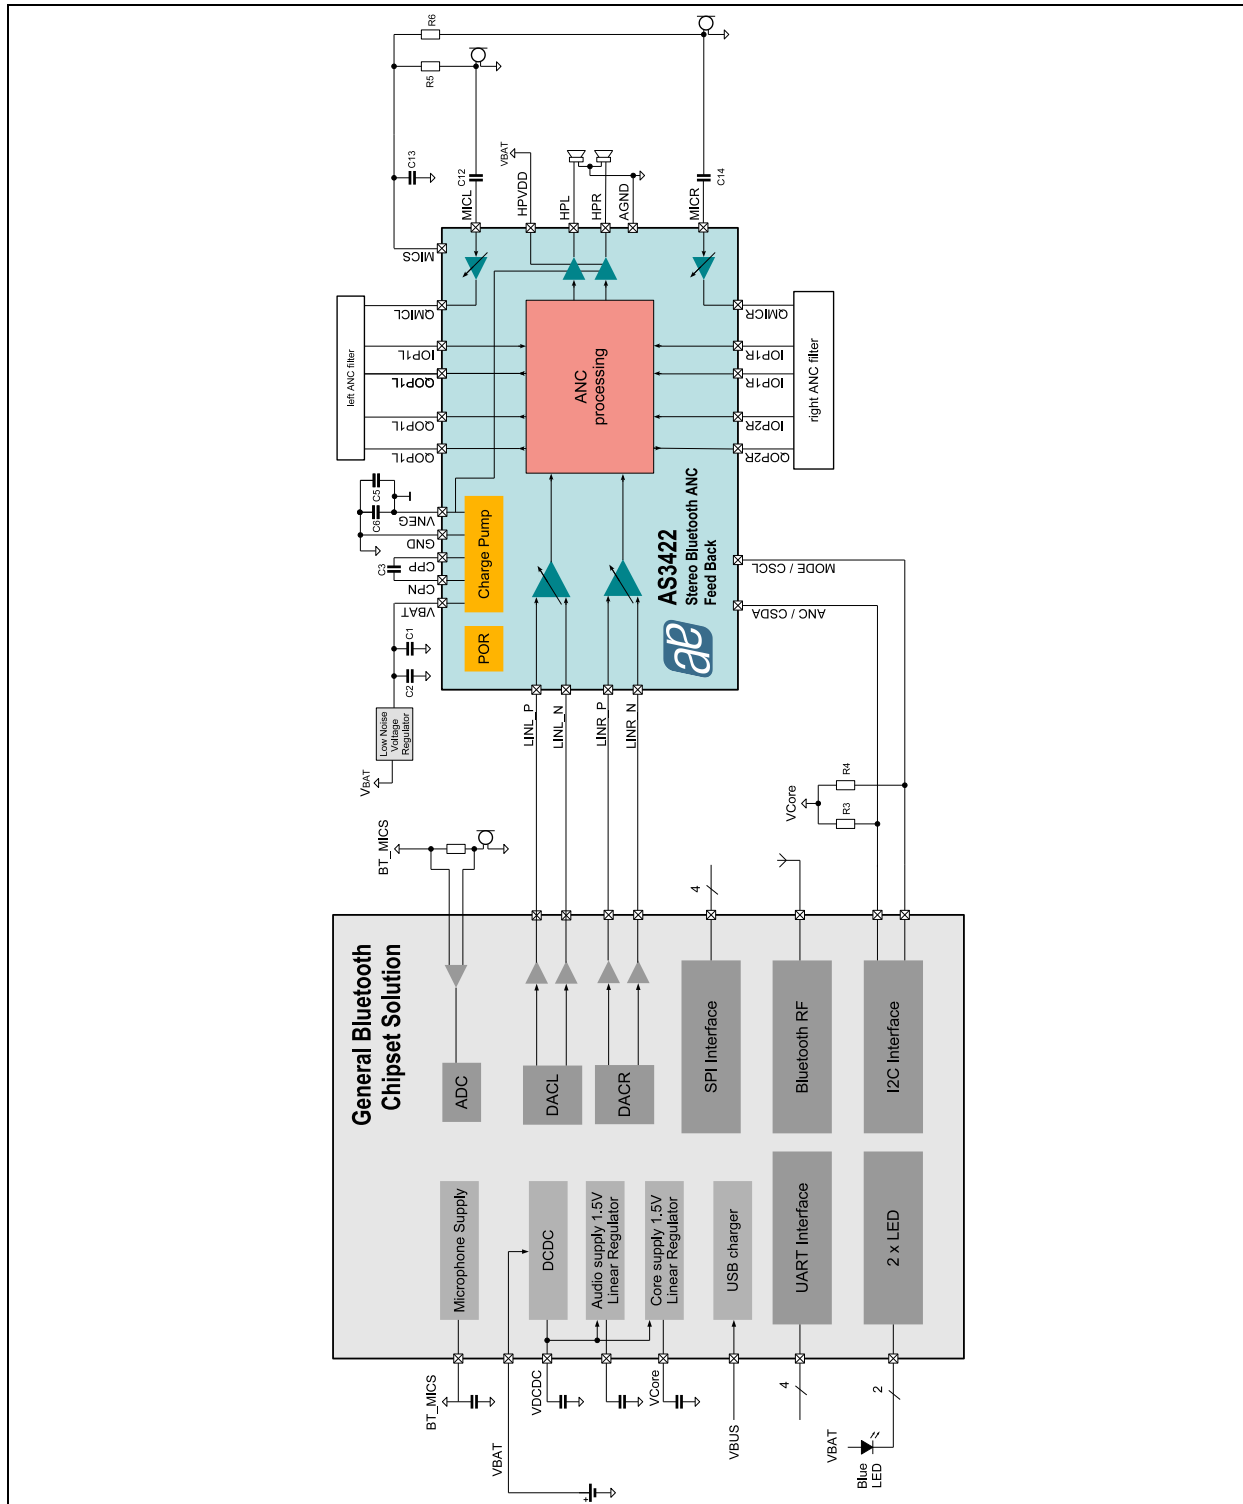 General Bluetooth
Chipset Solution
Microphone Supply
DCDC
Audio supply 1.5V
Linear Regulator
Core supply 1.5V
Linear Regulator
USB charger
UART Interface
2 x LED
ADC
DACL
DACR
SPI Interface
Bluetooth RF
I2C Interface
BT_MICS
VBAT
+
VDCDC
VCore
VBUS
4
2
VBAT
Blue
LED
BT_MICS
4
VCore
R3
R4
VBAT
Low Noise
Voltage
Regulator
C2
C1
LINL_P
LINL_N
LINR_P
LINR_N
VBAT
CPN
CPP
GND
VNEG
C3
C6
C5
POR
Charge Pump
AS3422
Stereo Bluetooth ANC
Feed Back
ae
ANC
processing
ANC / CSDA
MODE / CSCL
left ANC filter
QOP1L
QOP1L
QOP1L
IOP1L
QMICL
right ANC filter
QOP2R
IOP2R
IOP1R
IOP1R
QMICR
MICS
MICL
HPVDD
HPL
HPR
AGND
MICR
VBAT
C13
C12
C14
R5
R6